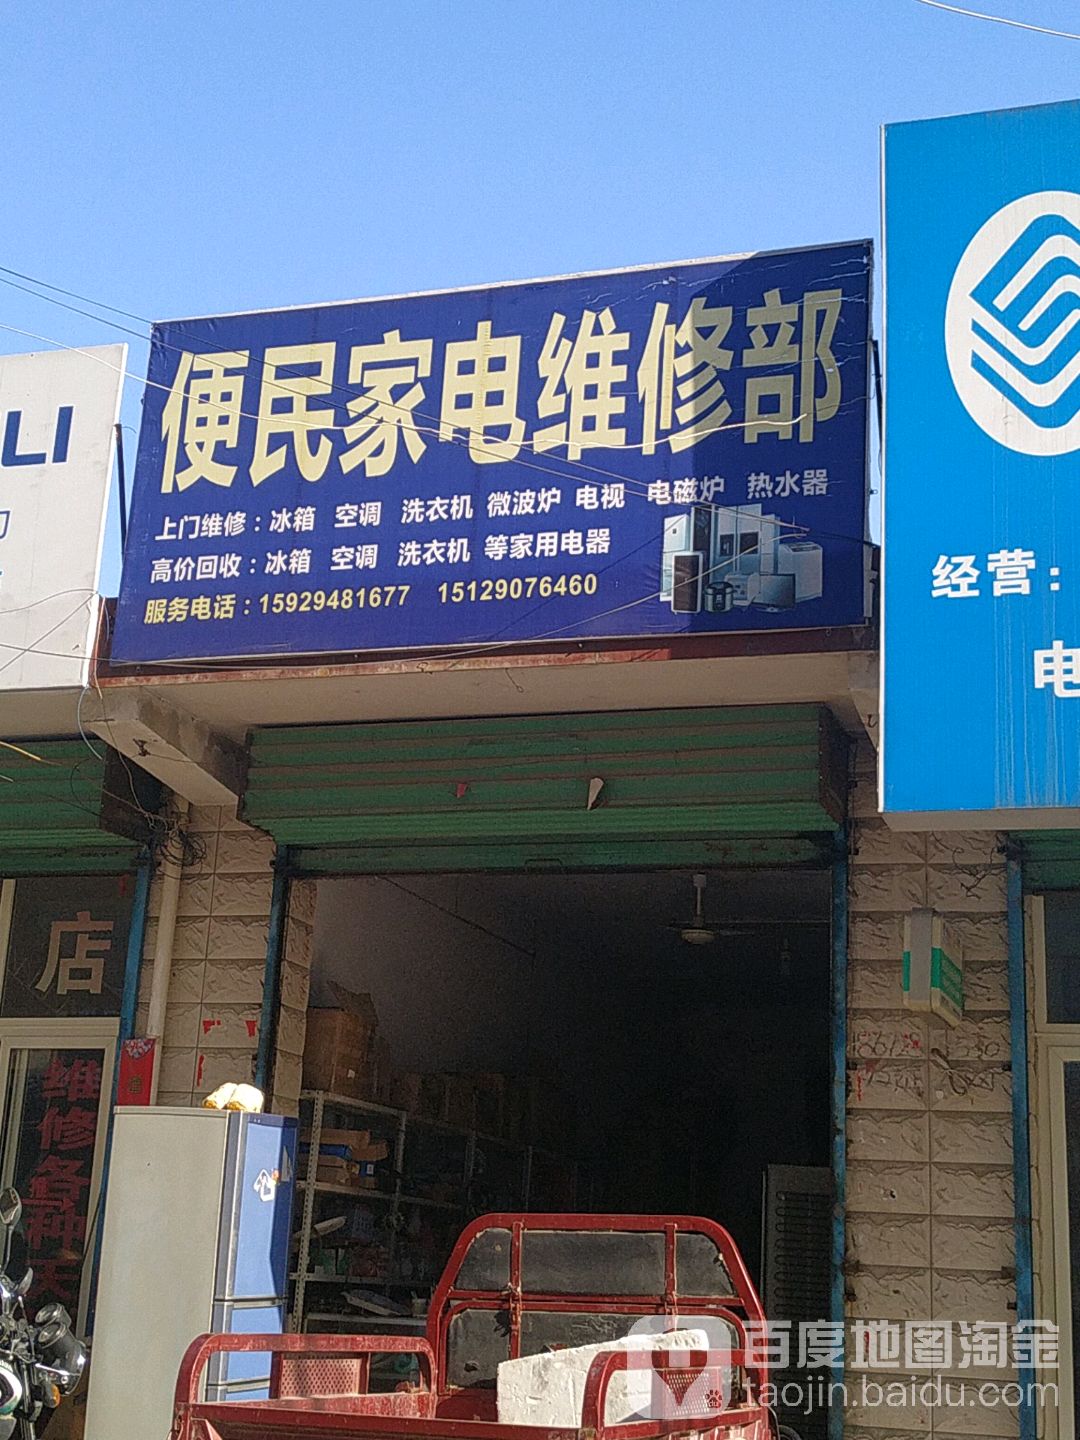 便民家电维修部
上门维修：冰箱 空调 洗衣机 微波炉 电视 电磁炉 热水器
高价回收：冰箱 空调 洗衣机 等家用电器
服务电话：15929481677 15129076460
LI
经营：
电
店
维修各种天
百度地图淘金
taojin.baidu.com